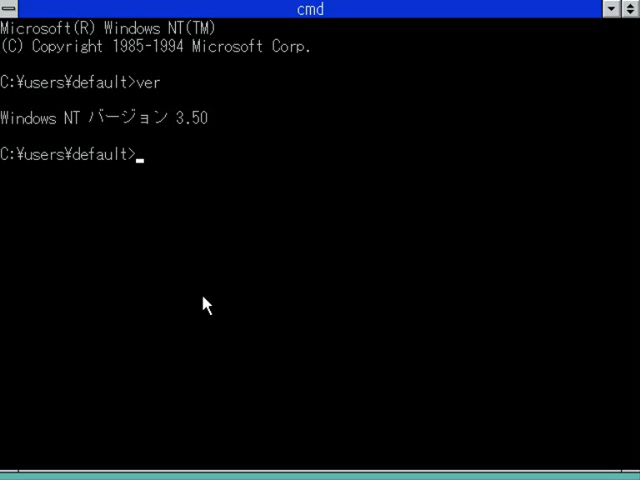 cmd
Microsoft(R) Windows NT(TM)
(C) Copyright 1985-1994 Microsoft Corp.
C:¥users¥default>ver
Windows NT バージョン 3.50
C:¥users¥default>